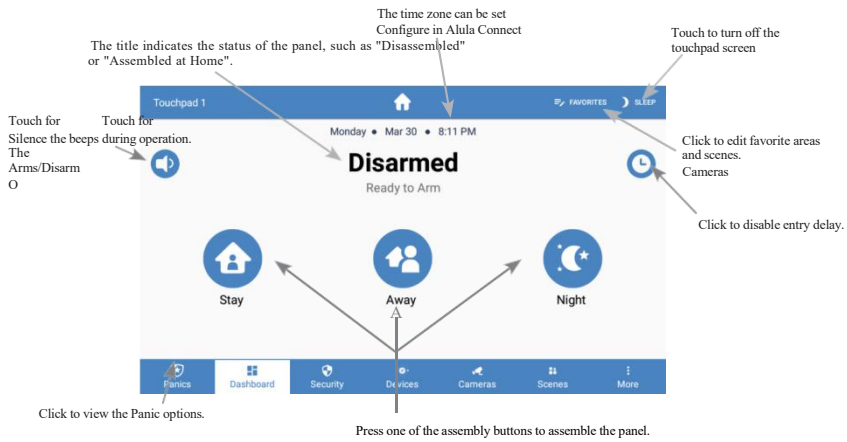 The time zone can be set
Configure in Alula Connect
Touch to turn off the
touchpad screen
The title indicates the status of the panel, such as "Disassembled"
or "Assembled at Home".
Touchpad 1
FAVORITES
SLEEP
Touch for Touch for
Silence the beeps during operation.
The
Arms/Disarm
O
Monday • Mar 30 • 8:11 PM
Disarmed
Ready to Arm
Click to edit favorite areas
and scenes.
Cameras
Click to disable entry delay.
Stay
Away
Night
A
Panics
Dashboard
Security
Devices
Cameras
Scenes
More
Click to view the Panic options.
Press one of the assembly buttons to assemble the panel.